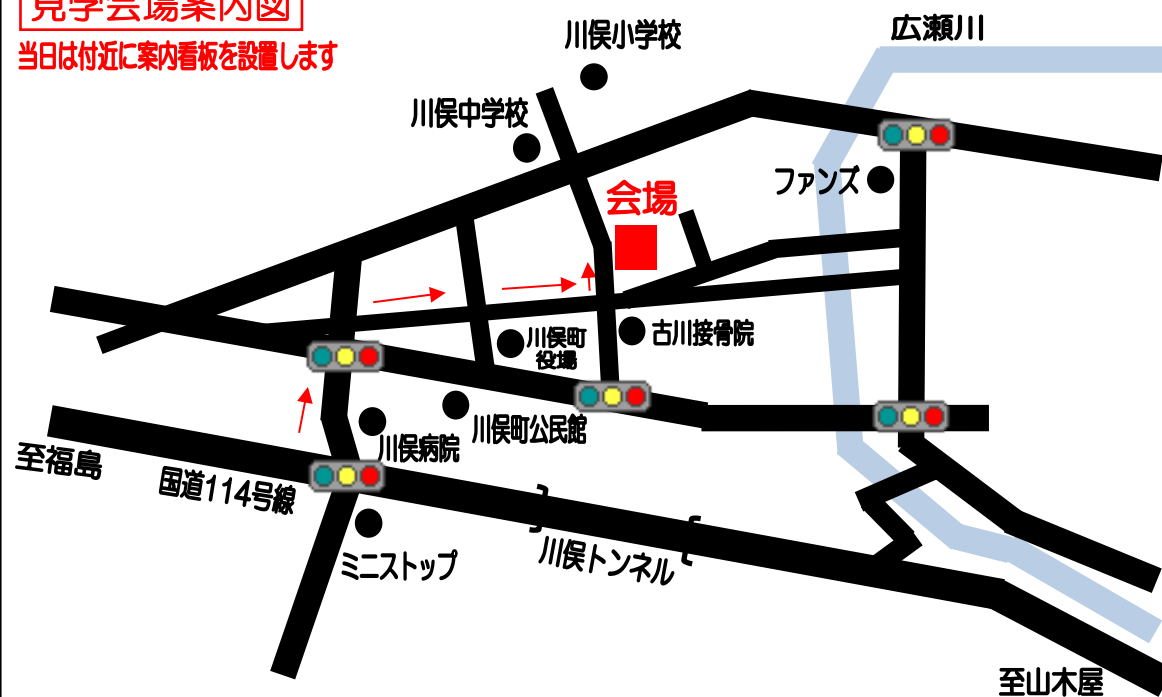 見学会場案内図
当日は付近に案内看板を設置します
川俣小学校
広瀬川
川俣中学校
ファンズ
会場
川俣町
役場
古川接骨院
川俣町公民館
川俣病院
至福島
国道114号線
川俣トンネル
ミニストップ
至山木屋